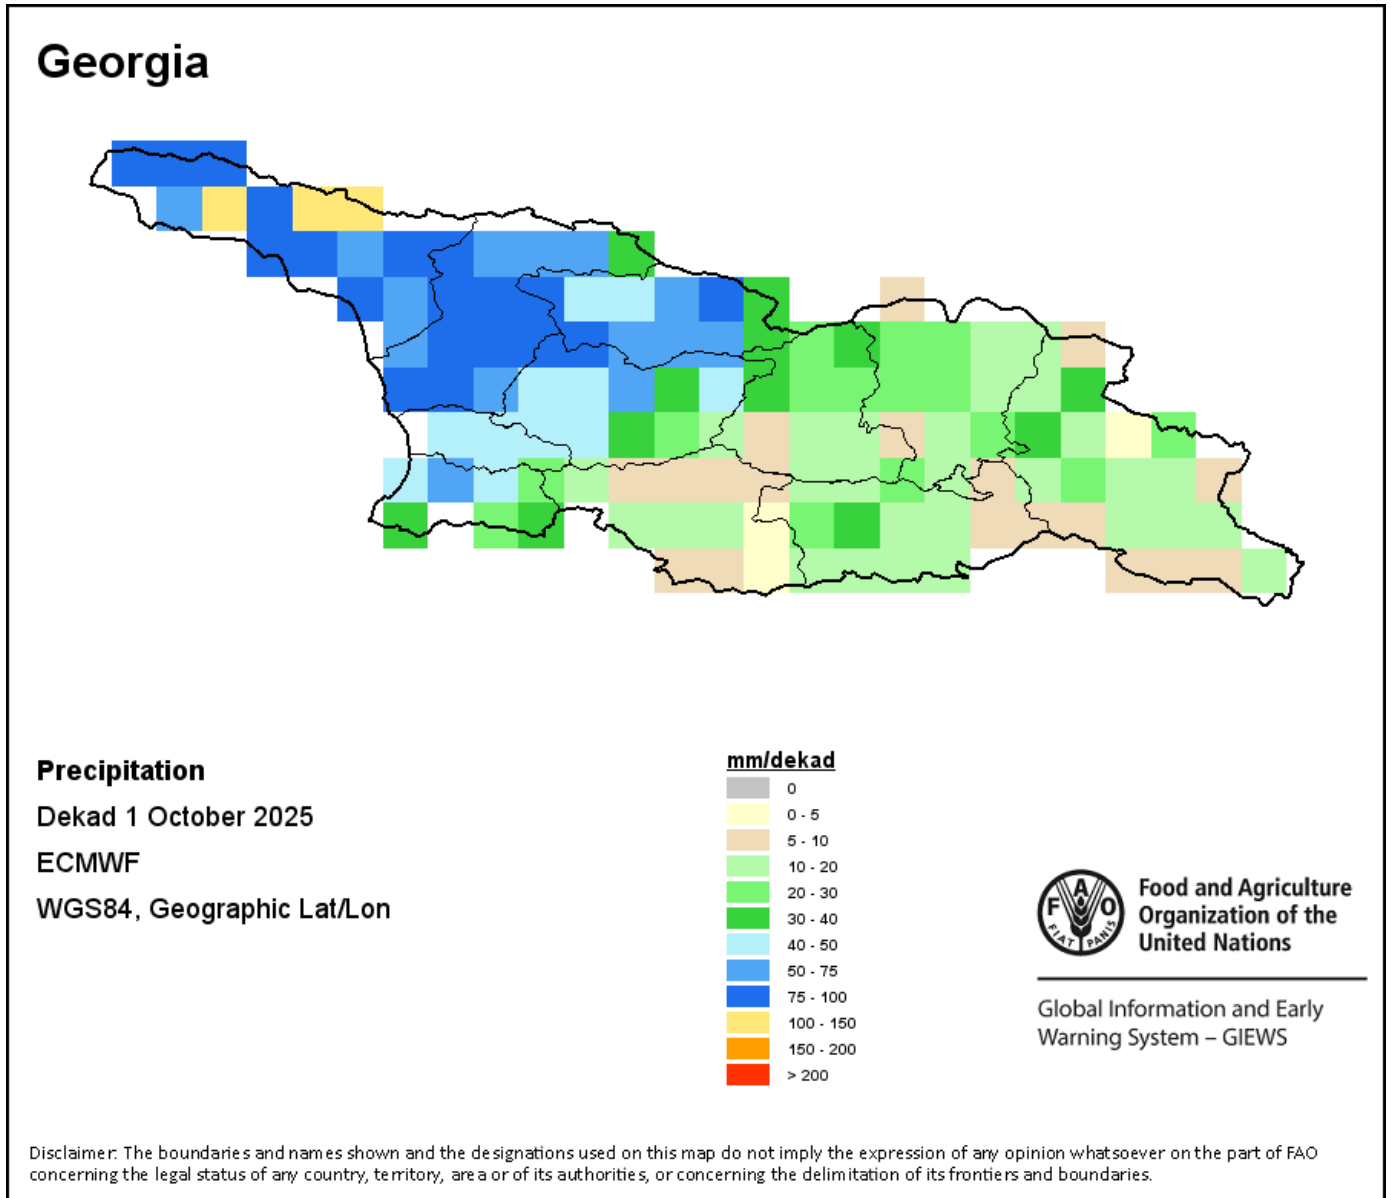 Georgia
Precipitation
Dekad 1 October 2025
ECMWF
WGS84, Geographic Lat/Lon
mm/dekad
0
0 - 5
5 - 10
10 - 20
20 - 30
30 - 40
40 - 50
50 - 75
75 - 100
100 - 150
150 - 200
> 200
F A O
FIAT PANIS
Food and Agriculture
Organization of the
United Nations
Global Information and Early
Warning System – GIEWS
Disclaimer: The boundaries and names shown and the designations used on this map do not imply the expression of any opinion whatsoever on the part of FAO
concerning the legal status of any country, territory, area or of its authorities, or concerning the delimitation of its frontiers and boundaries.